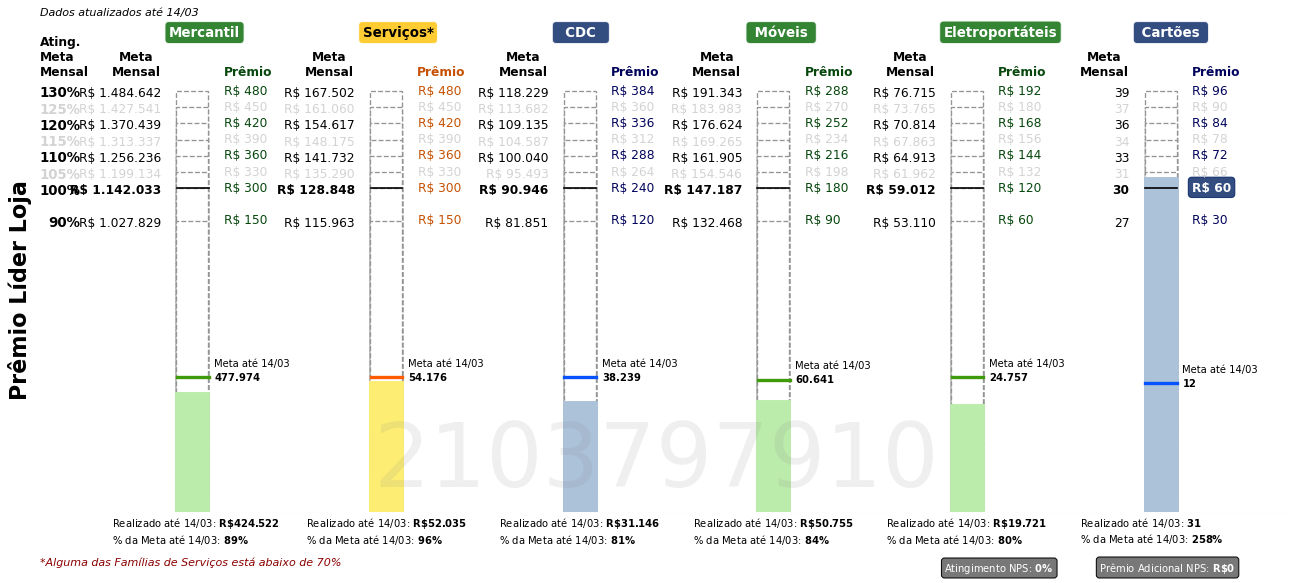 Dados atualizados até 14/03
Mercantil Serviços* CDC Móveis Eletroportáteis Cartões
Ating. Meta Mensal Meta Mensal Prêmio Meta Mensal Prêmio Meta Mensal Prêmio Meta Mensal Prêmio Meta Mensal Prêmio Meta Mensal Prêmio
130% R$ 1.484.642 R$ 480 R$ 167.502 R$ 480 R$ 118.229 R$ 384 R$ 191.343 R$ 288 R$ 76.715 R$ 192 39 R$ 96
125% R$ 1.427.541 R$ 450 R$ 161.060 R$ 450 R$ 113.682 R$ 360 R$ 183.983 R$ 270 R$ 73.765 R$ 180 37 R$ 90
120% R$ 1.370.439 R$ 420 R$ 154.617 R$ 420 R$ 109.135 R$ 336 R$ 176.624 R$ 252 R$ 70.814 R$ 168 36 R$ 84
115% R$ 1.313.337 R$ 390 R$ 148.175 R$ 390 R$ 104.587 R$ 312 R$ 169.265 R$ 234 R$ 67.863 R$ 156 34 R$ 78
110% R$ 1.256.236 R$ 360 R$ 141.732 R$ 360 R$ 100.040 R$ 288 R$ 161.905 R$ 216 R$ 64.913 R$ 144 33 R$ 72
105% R$ 1.199.134 R$ 330 R$ 135.290 R$ 330 R$ 95.493 R$ 264 R$ 154.546 R$ 198 R$ 61.962 R$ 132 31 R$ 66
100% R$ 1.142.033 R$ 300 R$ 128.848 R$ 300 R$ 90.946 R$ 240 R$ 147.187 R$ 180 R$ 59.012 R$ 120 30 R$ 60
90% R$ 1.027.829 R$ 150 R$ 115.963 R$ 150 R$ 81.851 R$ 120 R$ 132.468 R$ 90 R$ 53.110 R$ 60 27 R$ 30
Prêmio Líder Loja
Meta até 14/03 Meta até 14/03 Meta até 14/03 Meta até 14/03 Meta até 14/03 Meta até 14/03
477.974 54.176 38.239 60.641 24.757 12
2103797910
Realizado até 14/03: R$424.522 Realizado até 14/03: R$52.035 Realizado até 14/03: R$31.146 Realizado até 14/03: R$50.755 Realizado até 14/03: R$19.721 Realizado até 14/03: 31
% da Meta até 14/03: 89% % da Meta até 14/03: 96% % da Meta até 14/03: 81% % da Meta até 14/03: 84% % da Meta até 14/03: 80% % da Meta até 14/03: 258%
*Alguma das Famílias de Serviços está abaixo de 70% Atingimento NPS: 0% Prêmio Adicional NPS: R$0